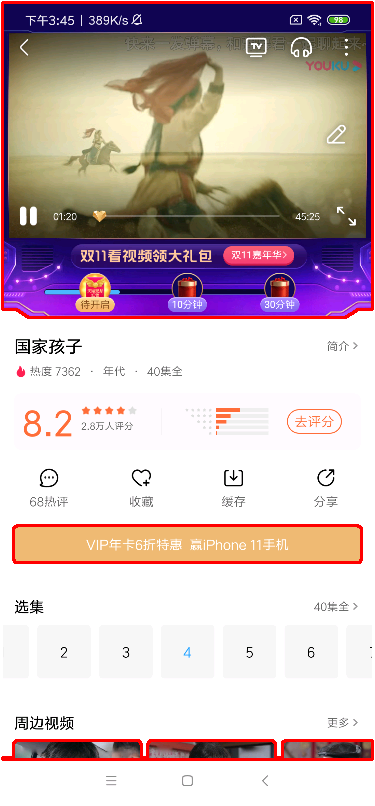 下午3:45 | 389K/s
98
TV
YOUKU
01:20
45:25
双11看视频领大礼包
双11嘉年华>
待开启
10分钟
30分钟
国家孩子
简介>
热度 7362 · 年代 · 40集全
8.2
2.8万人评分
去评分
68热评
收藏
缓存
分享
VIP年卡6折特惠 赢iPhone 11手机
选集
40集全>
2
3
4
5
6
周边视频
更多>